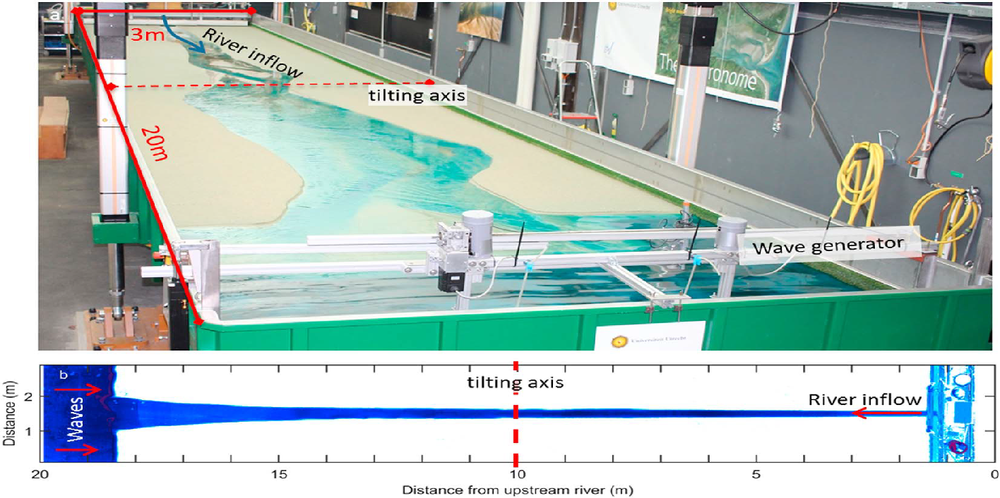 a
3m
River inflow
The
ronome
tilting axis
20m
Wave generator
Universiteit Utrecht
b
tilting axis
River inflow
Waves
Distance (m)
2
1
20
15
10
5
0
Distance from upstream river (m)